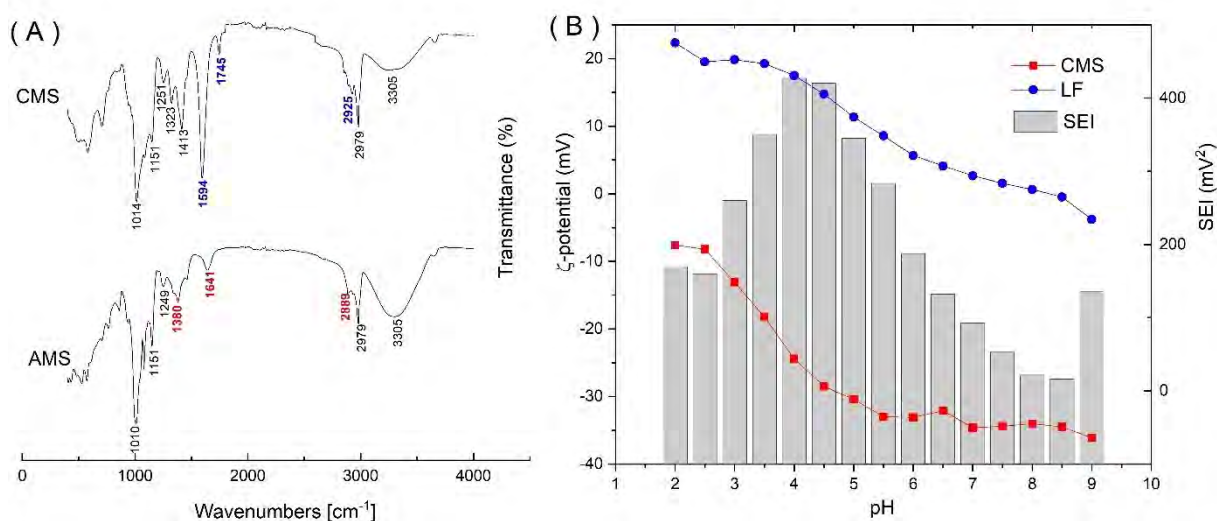 ( A )
CMS
1014
1151
1251
1323
1413
1594
1745
2925
2979
3305
AMS
1010
1151
1249
1380
1641
2889
2979
3305
Transmittance (%)
0 1000 2000 3000 4000
Wavenumbers [cm⁻¹]
( B )
CMS
LF
SEI
ζ-potential (mV)
20
10
0
-10
-20
-30
-40
SEI (mV²)
400
200
0
1 2 3 4 5 6 7 8 9 10
pH